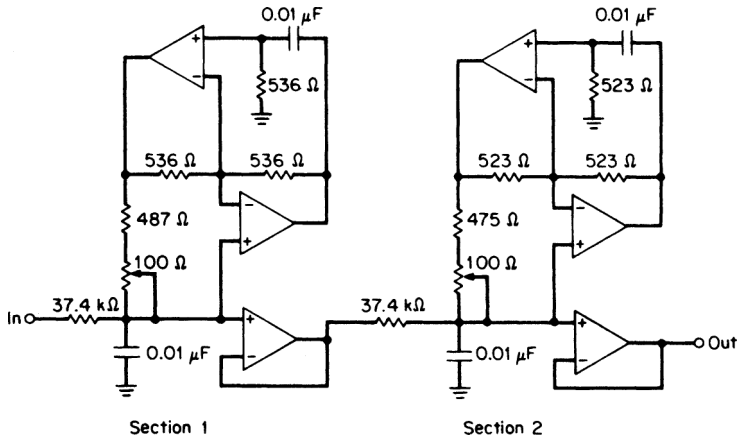 0.01 µF
+
−
536 Ω
536 Ω
536 Ω
−
+
487 Ω
100 Ω
37.4 kΩ
In
+
−
0.01 µF
Section 1
0.01 µF
+
−
523 Ω
523 Ω
523 Ω
−
+
475 Ω
100 Ω
37.4 kΩ
+
−
0.01 µF
Out
Section 2